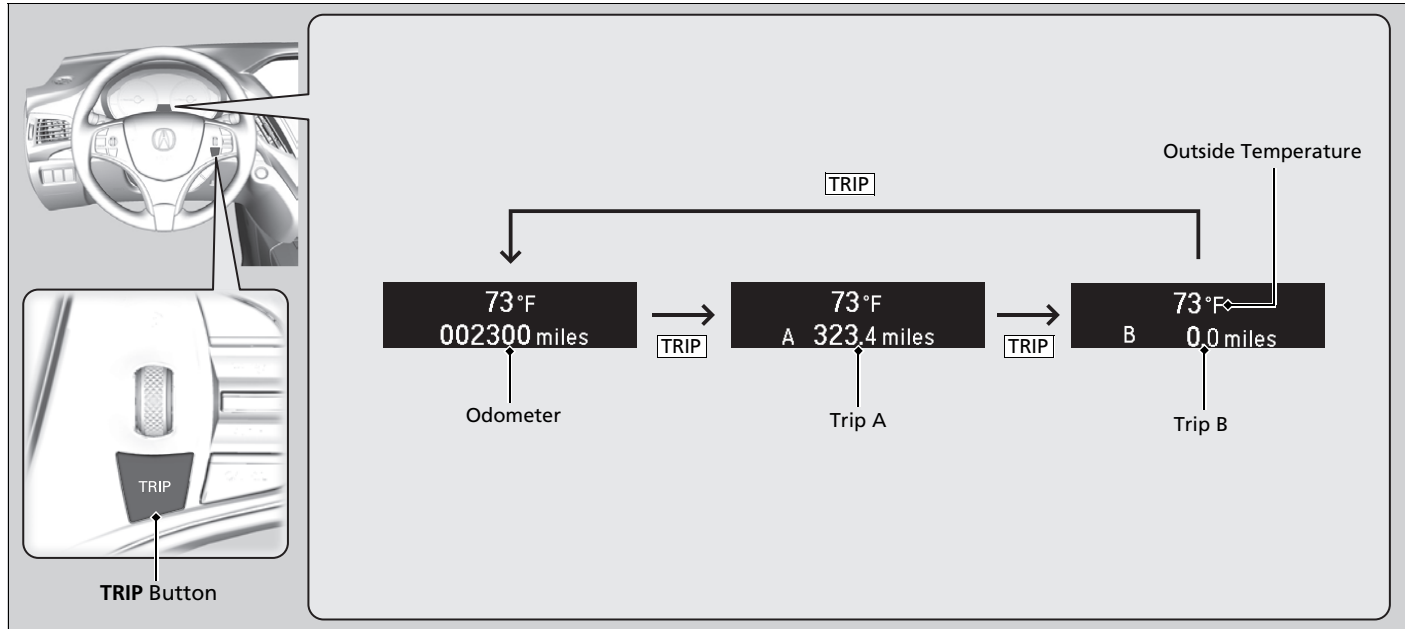 Outside Temperature
TRIP
73°F
002300 miles
TRIP
73°F
A 323.4 miles
TRIP
73°F
B 0.0 miles
Odometer
Trip A
Trip B
TRIP
TRIP Button